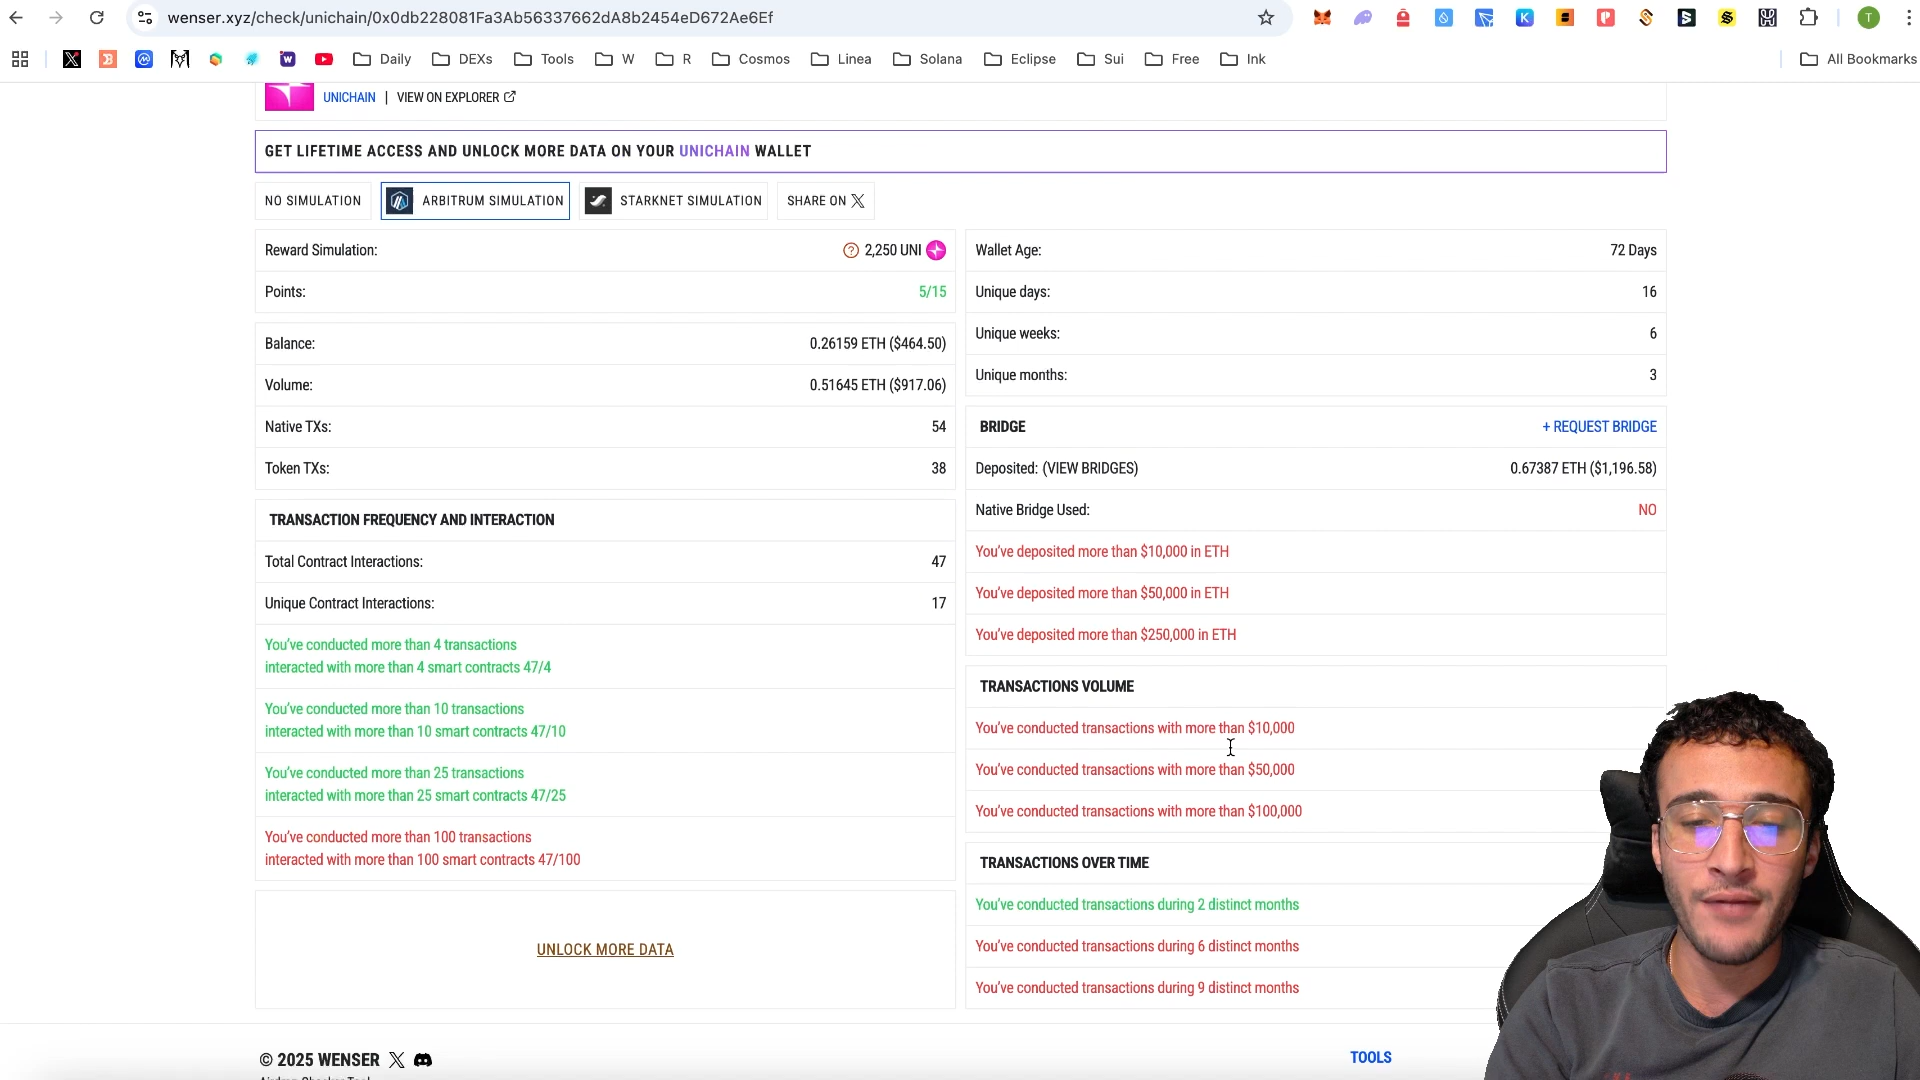 wenser.xyz/check/unichain/0x0db228081Fa3Ab56337662dA8b2454eD672Ae6Ef
T
Daily
DEXs
Tools
W
R
Cosmos
Linea
Solana
Eclipse
Sui
Free
Ink
All Bookmarks
UNICHAIN | VIEW ON EXPLORER
GET LIFETIME ACCESS AND UNLOCK MORE DATA ON YOUR UNICHAIN WALLET
NO SIMULATION
ARBITRUM SIMULATION
STARKNET SIMULATION
SHARE ON X
Reward Simulation: 2,250 UNI
Points: 5/15
Balance: 0.26159 ETH ($464.50)
Volume: 0.51645 ETH ($917.06)
Native TXs: 54
Token TXs: 38
TRANSACTION FREQUENCY AND INTERACTION
Total Contract Interactions: 47
Unique Contract Interactions: 17
You've conducted more than 4 transactions
interacted with more than 4 smart contracts 47/4
You've conducted more than 10 transactions
interacted with more than 10 smart contracts 47/10
You've conducted more than 25 transactions
interacted with more than 25 smart contracts 47/25
You've conducted more than 100 transactions
interacted with more than 100 smart contracts 47/100
UNLOCK MORE DATA
Wallet Age: 72 Days
Unique days: 16
Unique weeks: 6
Unique months: 3
BRIDGE + REQUEST BRIDGE
Deposited: (VIEW BRIDGES) 0.67387 ETH ($1,196.58)
Native Bridge Used: NO
You've deposited more than $10,000 in ETH
You've deposited more than $50,000 in ETH
You've deposited more than $250,000 in ETH
TRANSACTIONS VOLUME
You've conducted transactions with more than $10,000
You've conducted transactions with more than $50,000
You've conducted transactions with more than $100,000
TRANSACTIONS OVER TIME
You've conducted transactions during 2 distinct months
You've conducted transactions during 6 distinct months
You've conducted transactions during 9 distinct months
© 2025 WENSER
Airdrop Checker Tool
TOOLS